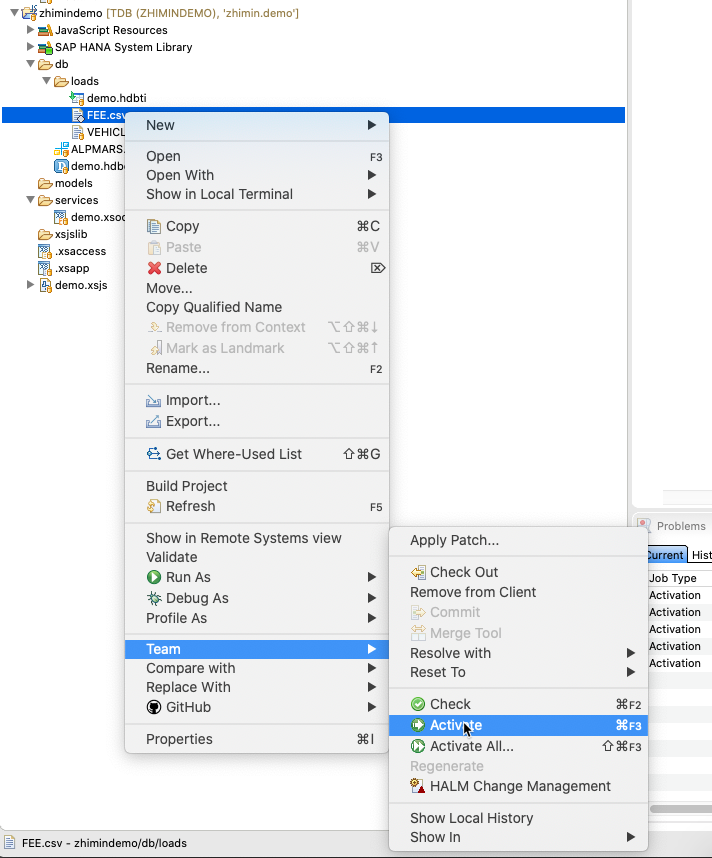 zhimindemo [TDB (ZHIMINDEMO), 'zhimin.demo']
JavaScript Resources
SAP HANA System Library
db
loads
demo.hdbti
FEE.csv
VEHICL
ALPMARS.
demo.hdb
models
services
demo.xsod
xsjslib
.xsaccess
.xsapp
demo.xsjs
New
Open F3
Open With
Show in Local Terminal
Copy ⌘C
Paste ⌘V
Delete ⌦
Move...
Copy Qualified Name
Remove from Context ⌥⇧⌘↓
Mark as Landmark ⌥⇧⌘↑
Rename... F2
Import...
Export...
Get Where-Used List ⇧⌘G
Build Project
Refresh F5
Show in Remote Systems view
Validate
Run As
Debug As
Profile As
Team
Compare with
Replace With
GitHub
Properties ⌘I
Apply Patch...
Check Out
Remove from Client
Commit
Merge Tool
Resolve with
Reset To
Check ⌘F2
Activate ⌘F3
Activate All... ⇧⌘F3
Regenerate
HALM Change Management
Show Local History
Show In
Problems
Current Hist
Job Type
Activation
Activation
Activation
Activation
Activation
FEE.csv - zhimindemo/db/loads